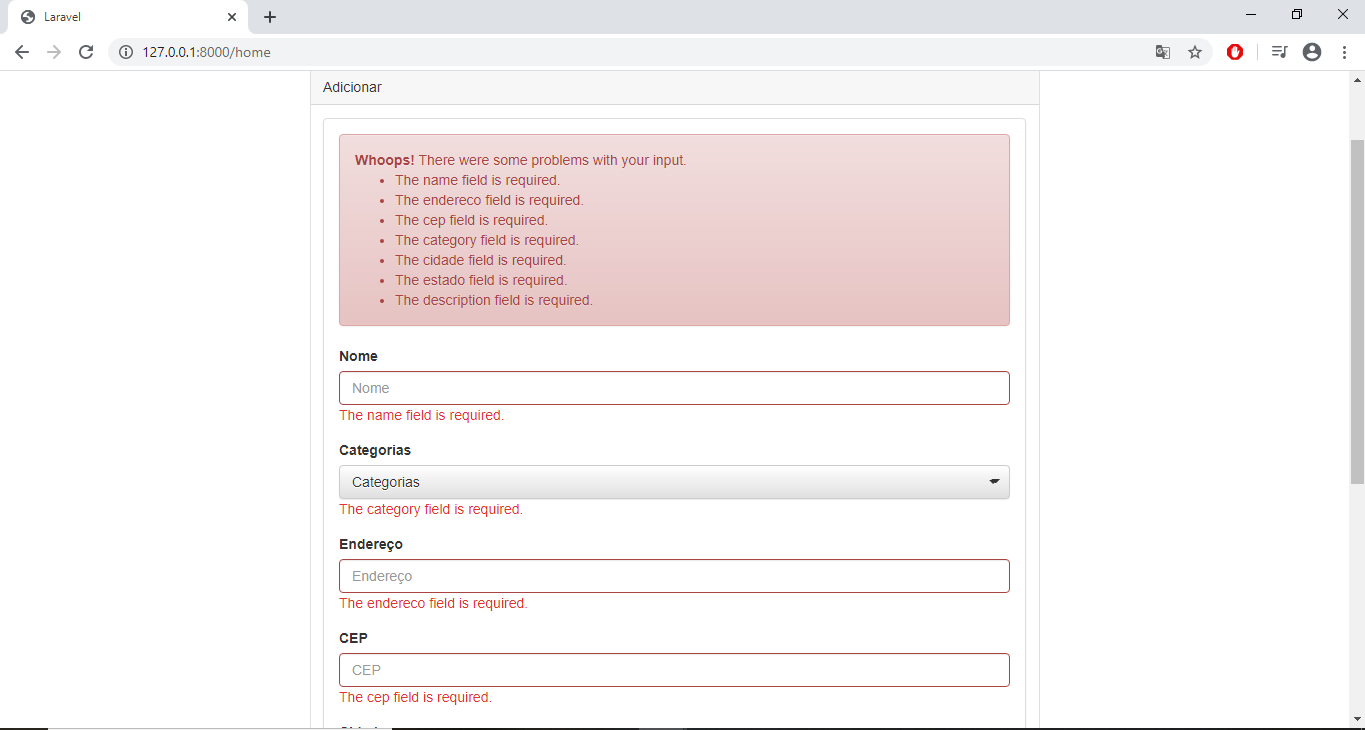 Laravel
127.0.0.1:8000/home
Adicionar
Whoops! There were some problems with your input.
The name field is required.
The endereco field is required.
The cep field is required.
The category field is required.
The cidade field is required.
The estado field is required.
The description field is required.
Nome
Nome
The name field is required.
Categorias
Categorias
The category field is required.
Endereço
Endereço
The endereco field is required.
CEP
CEP
The cep field is required.